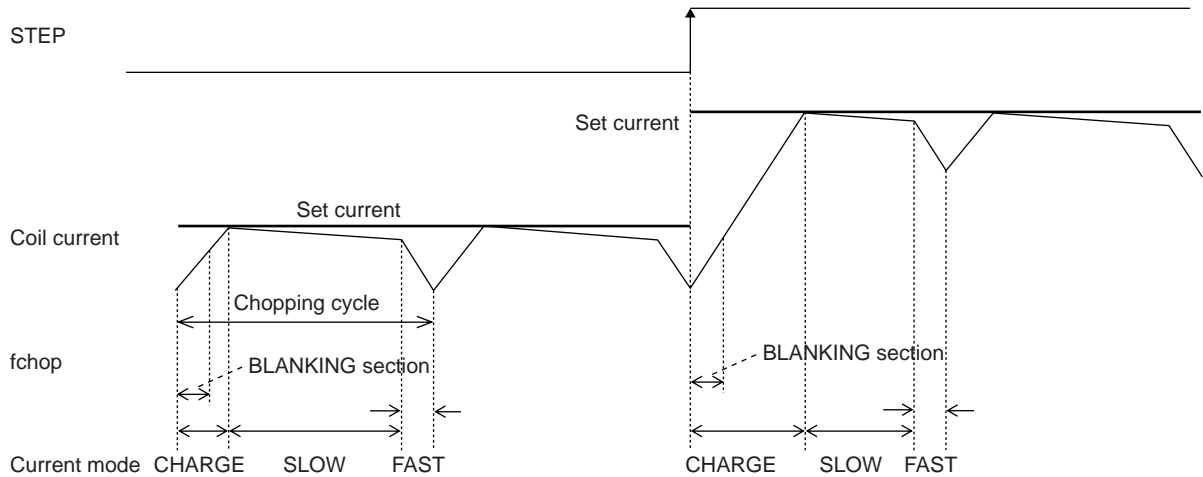 STEP
Set current
Set current
Coil current
Chopping cycle
fchop
BLANKING section
BLANKING section
Current mode CHARGE SLOW FAST CHARGE SLOW FAST